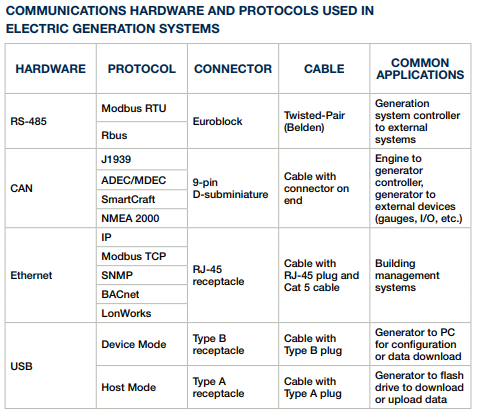 COMMUNICATIONS HARDWARE AND PROTOCOLS USED IN
ELECTRIC GENERATION SYSTEMS
HARDWARE PROTOCOL CONNECTOR CABLE COMMON
APPLICATIONS
RS-485
Modbus RTU
Rbus
Euroblock
Twisted-Pair
(Belden)
Generation
system controller
to external
systems
CAN
J1939
ADEC/MDEC
SmartCraft
NMEA 2000
9-pin
D-subminiature
Cable with
connector on
end
Engine to
generator
controller,
generator to
external devices
(gauges, I/O, etc.)
Ethernet
IP
Modbus TCP
SNMP
BACnet
LonWorks
RJ-45
receptacle
Cable with
RJ-45 plug and
Cat 5 cable
Building
management
systems
USB
Device Mode
Type B
receptacle
Cable with
Type B plug
Generator to PC
for configuration
or data download
Host Mode
Type A
receptacle
Cable with
Type A plug
Generator to flash
drive to download
or upload data